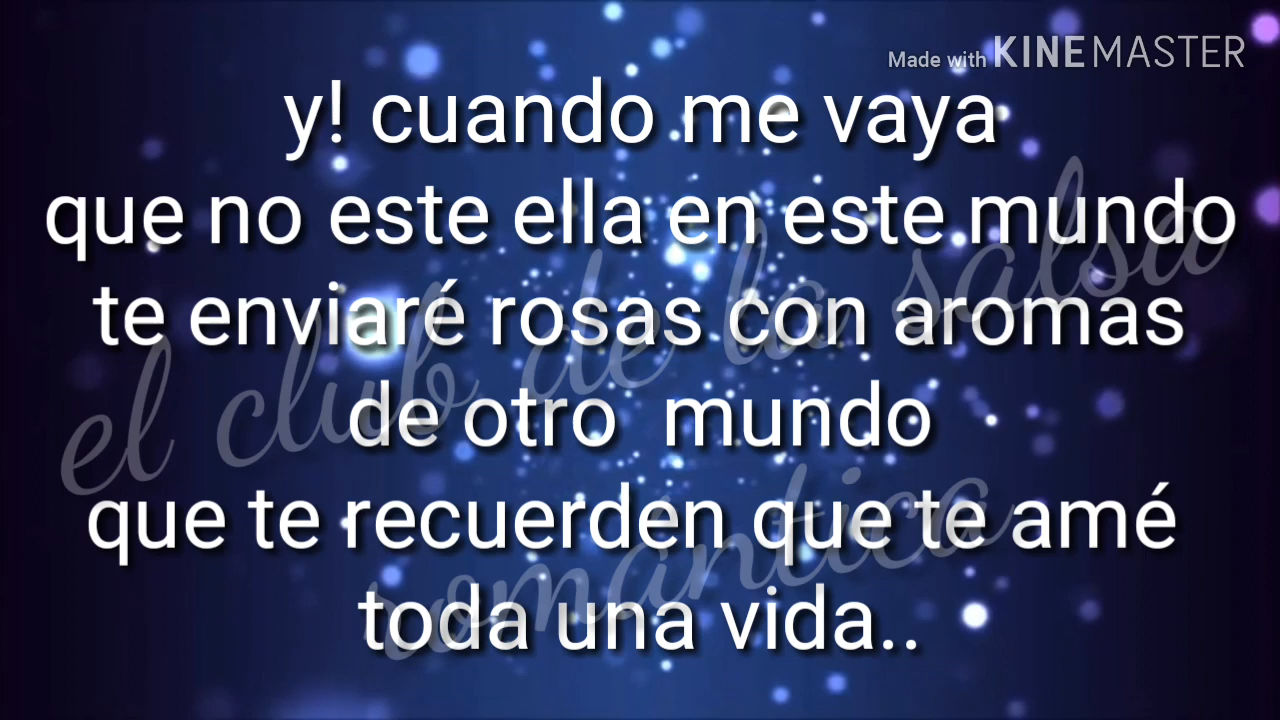 Made with KINEMASTER
y! cuando me vaya
que no este ella en este mundo
te enviaré rosas con aromas
de otro mundo
que te recuerden que te amé
toda una vida..
el club de la salsa
romántica